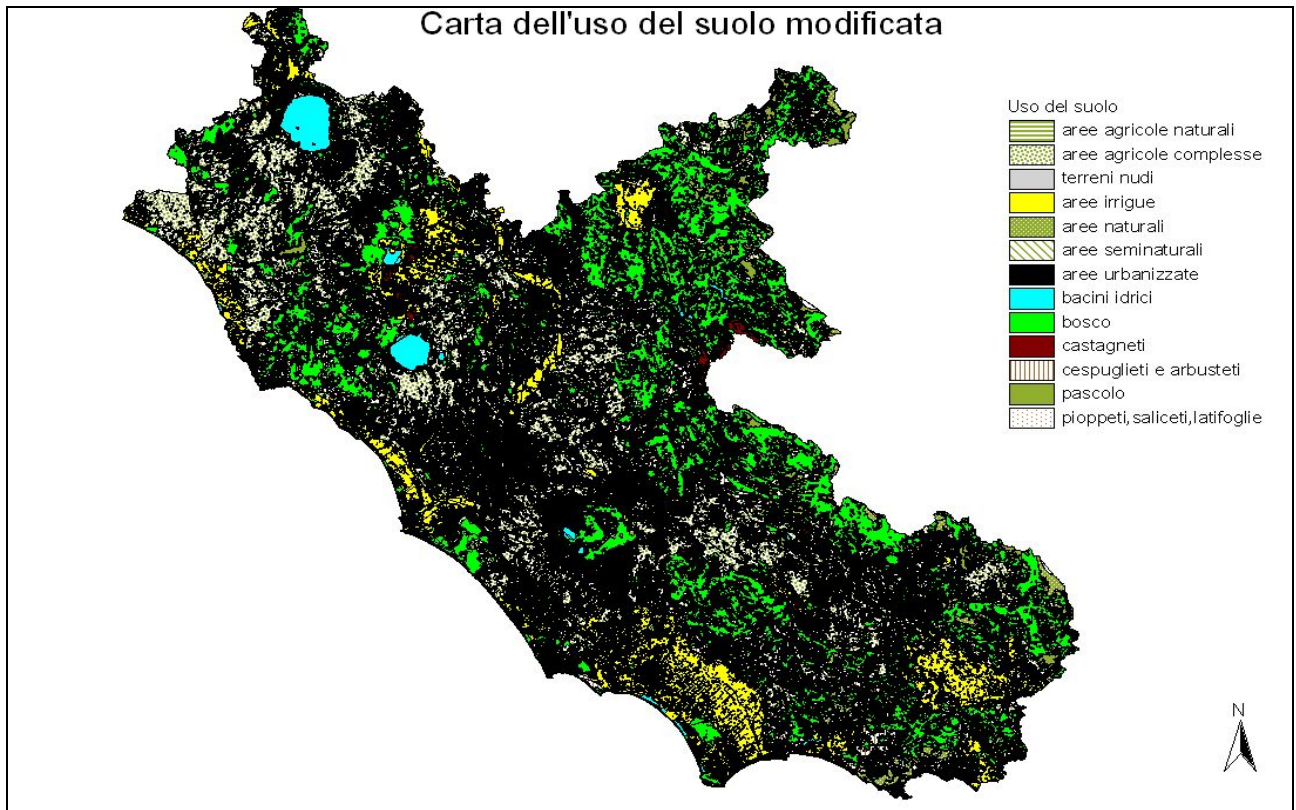 Carta dell'uso del suolo modificata
Uso del suolo
aree agricole naturali
aree agricole complesse
terreni nudi
aree irrigue
aree naturali
aree seminaturali
aree urbanizzate
bacini idrici
bosco
castagneti
cespuglieti e arbusteti
pascolo
pioppeti,saliceti,latifoglie
N